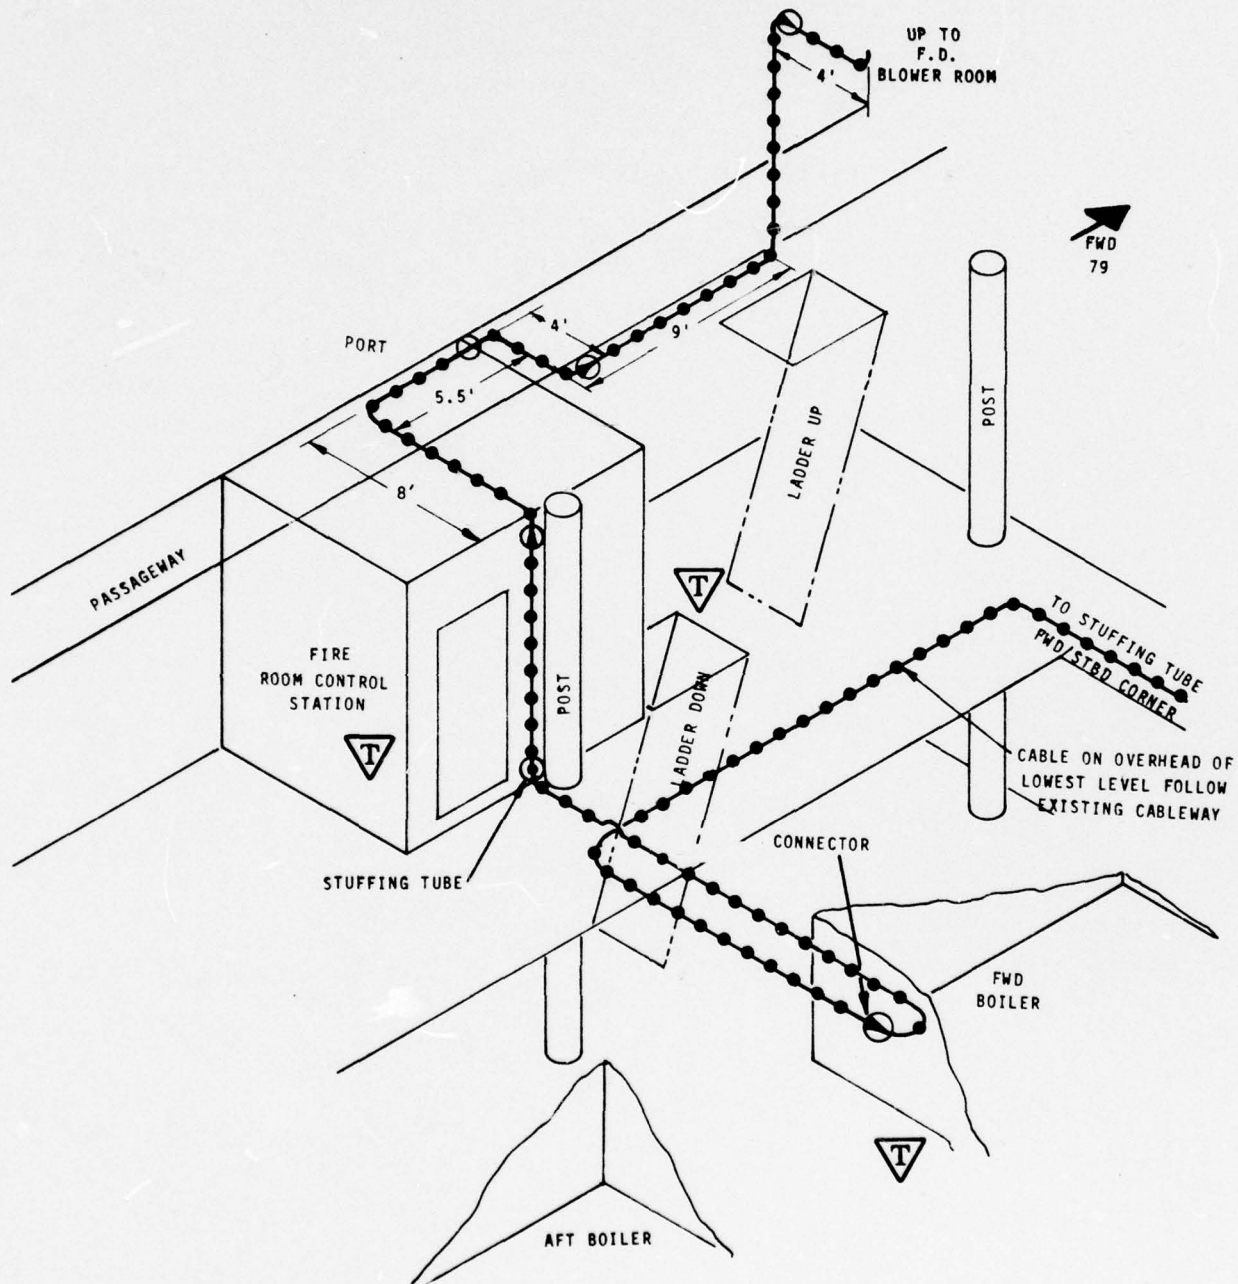 UP TO
F.D.
BLOWER ROOM
4'
FWD
79
PORT
4'
9'
5.5'
8'
POST
LADDER UP
PASSAGEWAY
T
FIRE
ROOM CONTROL
STATION
T
POST
LADDER DOWN
TO STUFFING TUBE
FWD/STBD CORNER
CABLE ON OVERHEAD OF
LOWEST LEVEL FOLLOW
EXISTING CABLEWAY
CONNECTOR
STUFFING TUBE
FWD
BOILER
T
AFT BOILER